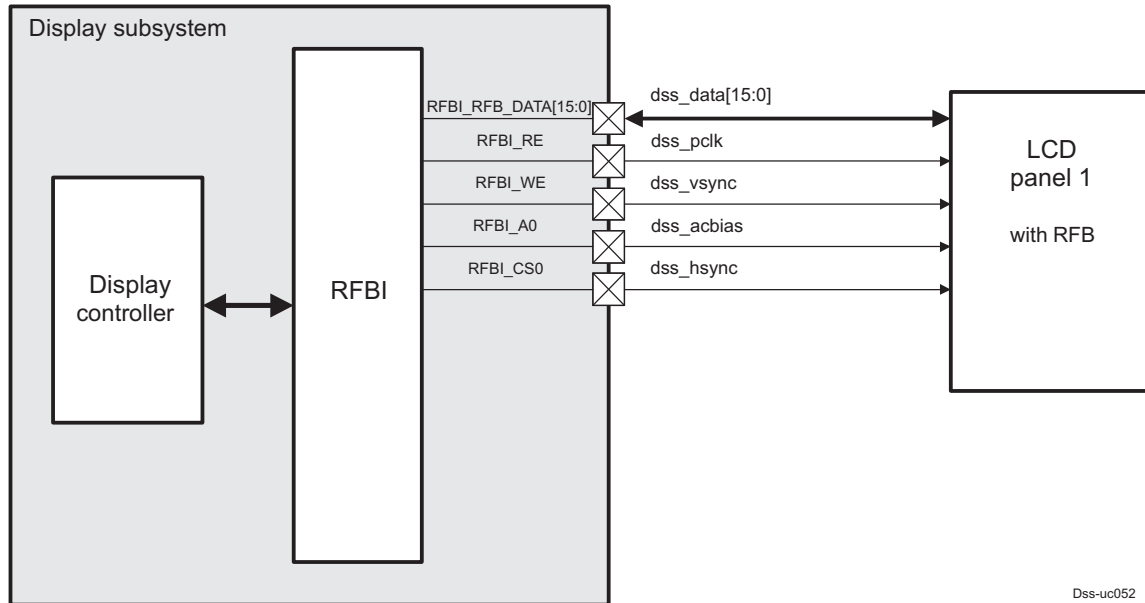 Display subsystem
RFBI_RFB_DATA[15:0]
dss_data[15:0]
RFBI_RE
dss_pclk
RFBI_WE
dss_vsync
RFBI_A0
dss_acbias
RFBI_CS0
dss_hsync
LCD
panel 1
with RFB
Display
controller
RFBI
Dss-uc052